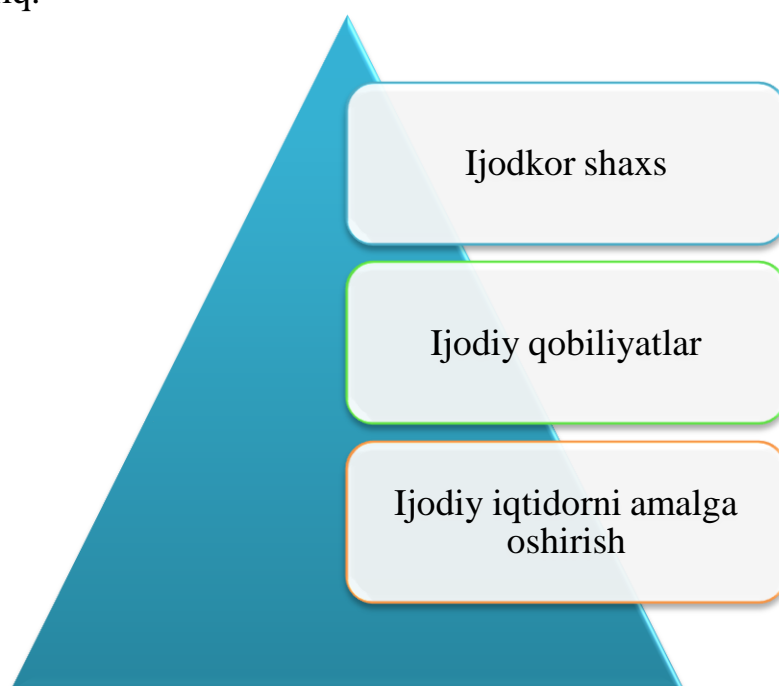 Ijodkor shaxs
Ijodiy qobiliyatlar
Ijodiy iqtidorni amalga
oshirish